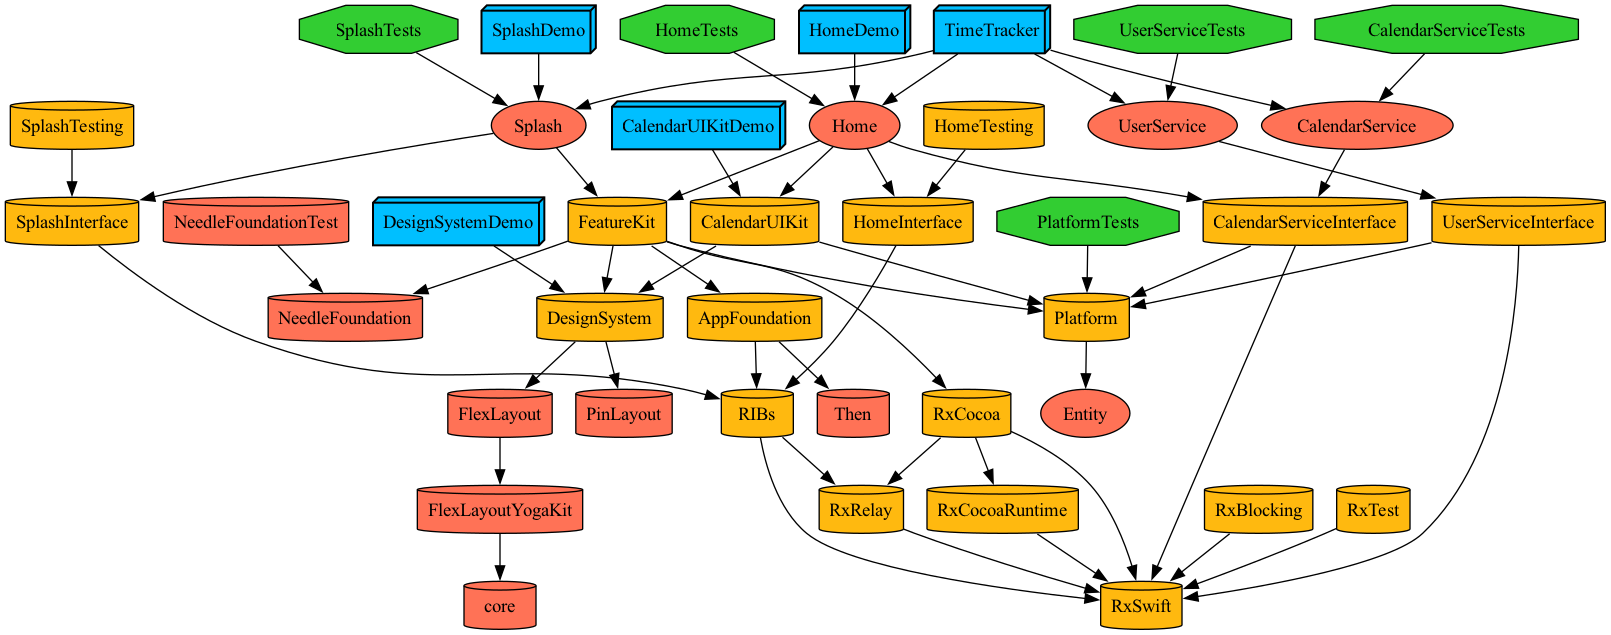 SplashTests
SplashDemo
HomeTests
HomeDemo
TimeTracker
UserServiceTests
CalendarServiceTests
SplashTesting
Splash
CalendarUIKitDemo
Home
HomeTesting
UserService
CalendarService
SplashInterface
NeedleFoundationTest
DesignSystemDemo
FeatureKit
CalendarUIKit
HomeInterface
PlatformTests
CalendarServiceInterface
UserServiceInterface
NeedleFoundation
DesignSystem
AppFoundation
Platform
FlexLayout
PinLayout
RIBs
Then
RxCocoa
Entity
FlexLayoutYogaKit
RxRelay
RxCocoaRuntime
RxBlocking
RxTest
core
RxSwift